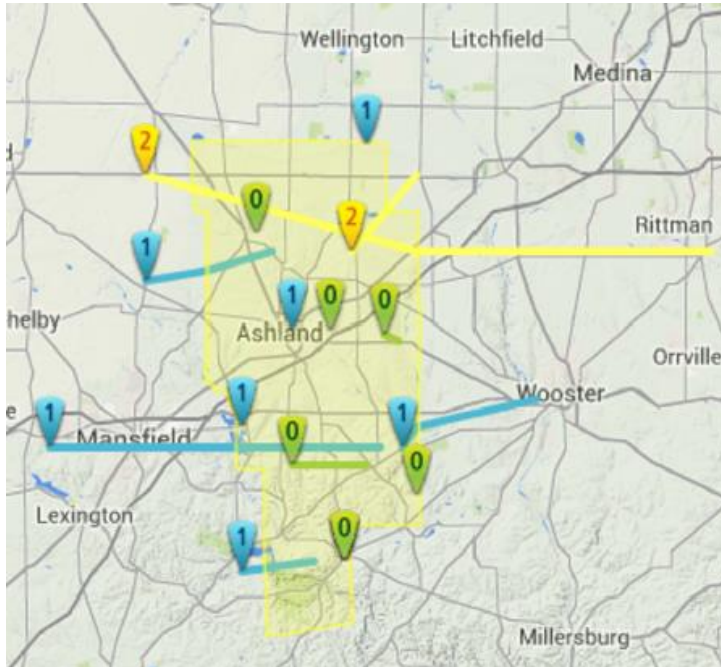 Wellington
Litchfield
Medina
1
2
d
0
2
Rittman
1
1
0
0
helby
Ashland
Orrville
1
Wooster
1
1
e
Mansfield
0
0
Lexington
1
0
Millersburg